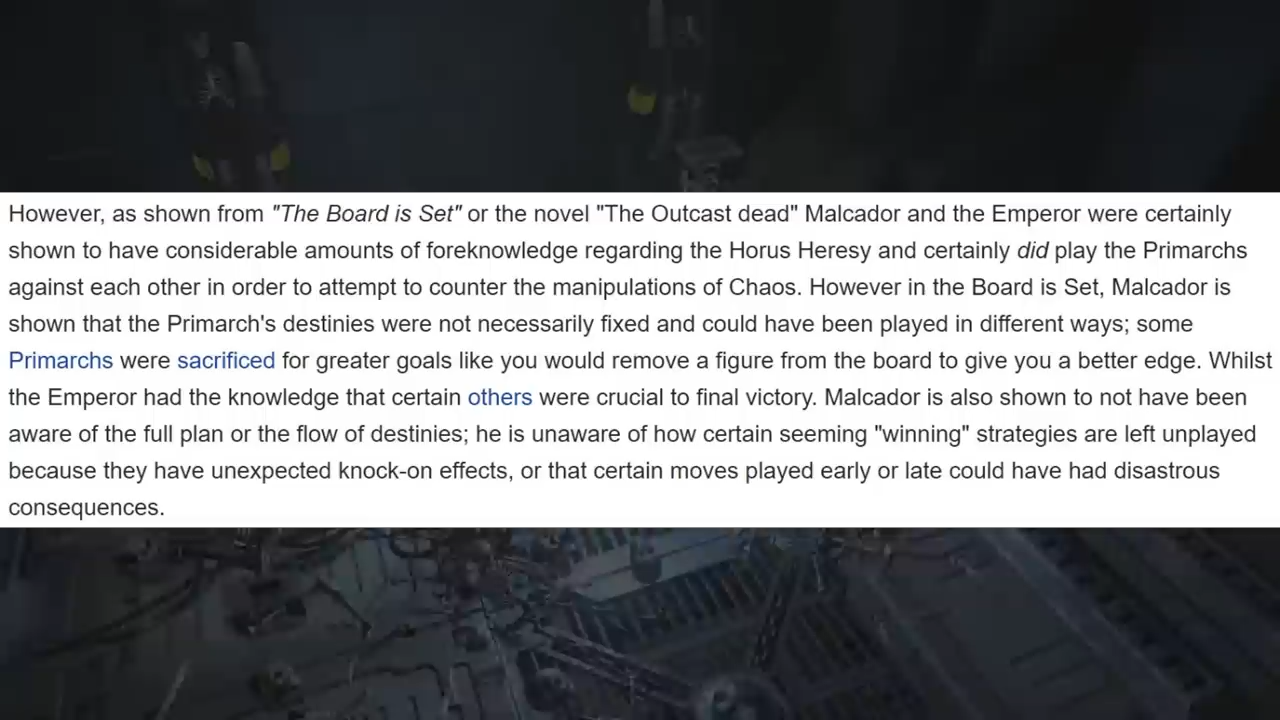 However, as shown from "The Board is Set" or the novel "The Outcast dead" Malcador and the Emperor were certainly
shown to have considerable amounts of foreknowledge regarding the Horus Heresy and certainly did play the Primarchs
against each other in order to attempt to counter the manipulations of Chaos. However in the Board is Set, Malcador is
shown that the Primarch's destinies were not necessarily fixed and could have been played in different ways; some
Primarchs were sacrificed for greater goals like you would remove a figure from the board to give you a better edge. Whilst
the Emperor had the knowledge that certain others were crucial to final victory. Malcador is also shown to not have been
aware of the full plan or the flow of destinies; he is unaware of how certain seeming "winning" strategies are left unplayed
because they have unexpected knock-on effects, or that certain moves played early or late could have had disastrous
consequences.